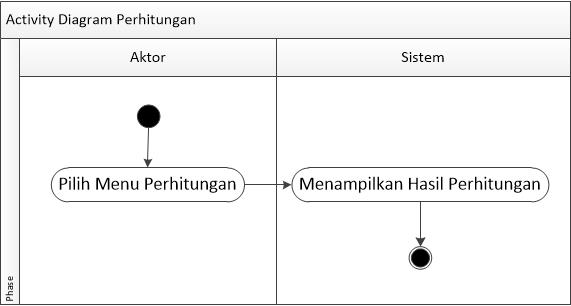 Activity Diagram Perhitungan
Aktor
Sistem
Pilih Menu Perhitungan
Menampilkan Hasil Perhitungan
Phase